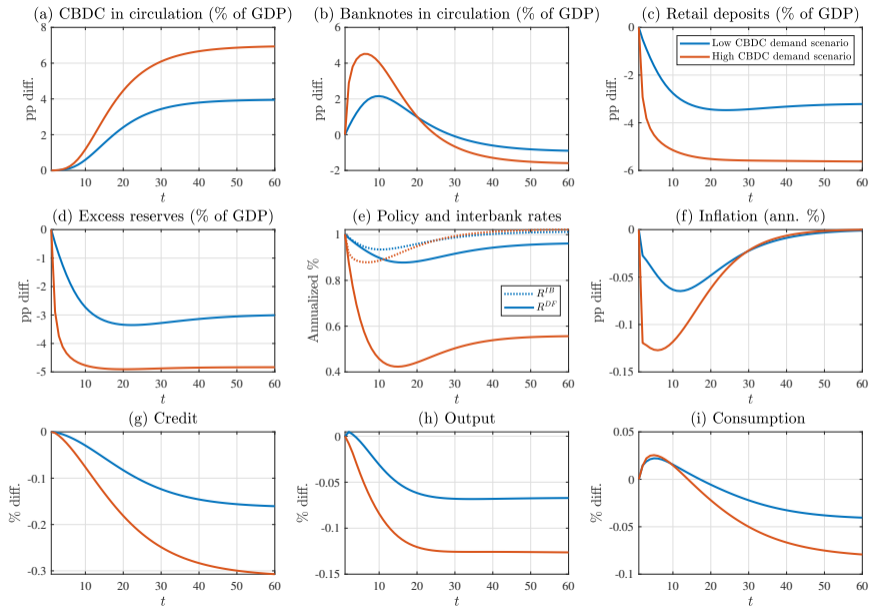 (a) CBDC in circulation (% of GDP)
(b) Banknotes in circulation (% of GDP)
(c) Retail deposits (% of GDP)
pp diff.
8
6
4
2
0
10 20 30 40 50 60
t
pp diff.
6
4
2
0
-2
10 20 30 40 50 60
t
pp diff.
0
-2
-4
-6
Low CBDC demand scenario
High CBDC demand scenario
10 20 30 40 50 60
t
(d) Excess reserves (% of GDP)
(e) Policy and interbank rates
(f) Inflation (ann. %)
pp diff.
0
-1
-2
-3
-4
-5
10 20 30 40 50 60
t
Annualized %
1
0.8
0.6
0.4
R^{IB}
R^{DF}
10 20 30 40 50 60
t
pp diff.
0
-0.05
-0.1
-0.15
10 20 30 40 50 60
t
(g) Credit
(h) Output
(i) Consumption
% diff.
0
-0.1
-0.2
-0.3
10 20 30 40 50 60
t
% diff.
0
-0.05
-0.1
-0.15
10 20 30 40 50 60
t
% diff.
0.05
0
-0.05
-0.1
10 20 30 40 50 60
t